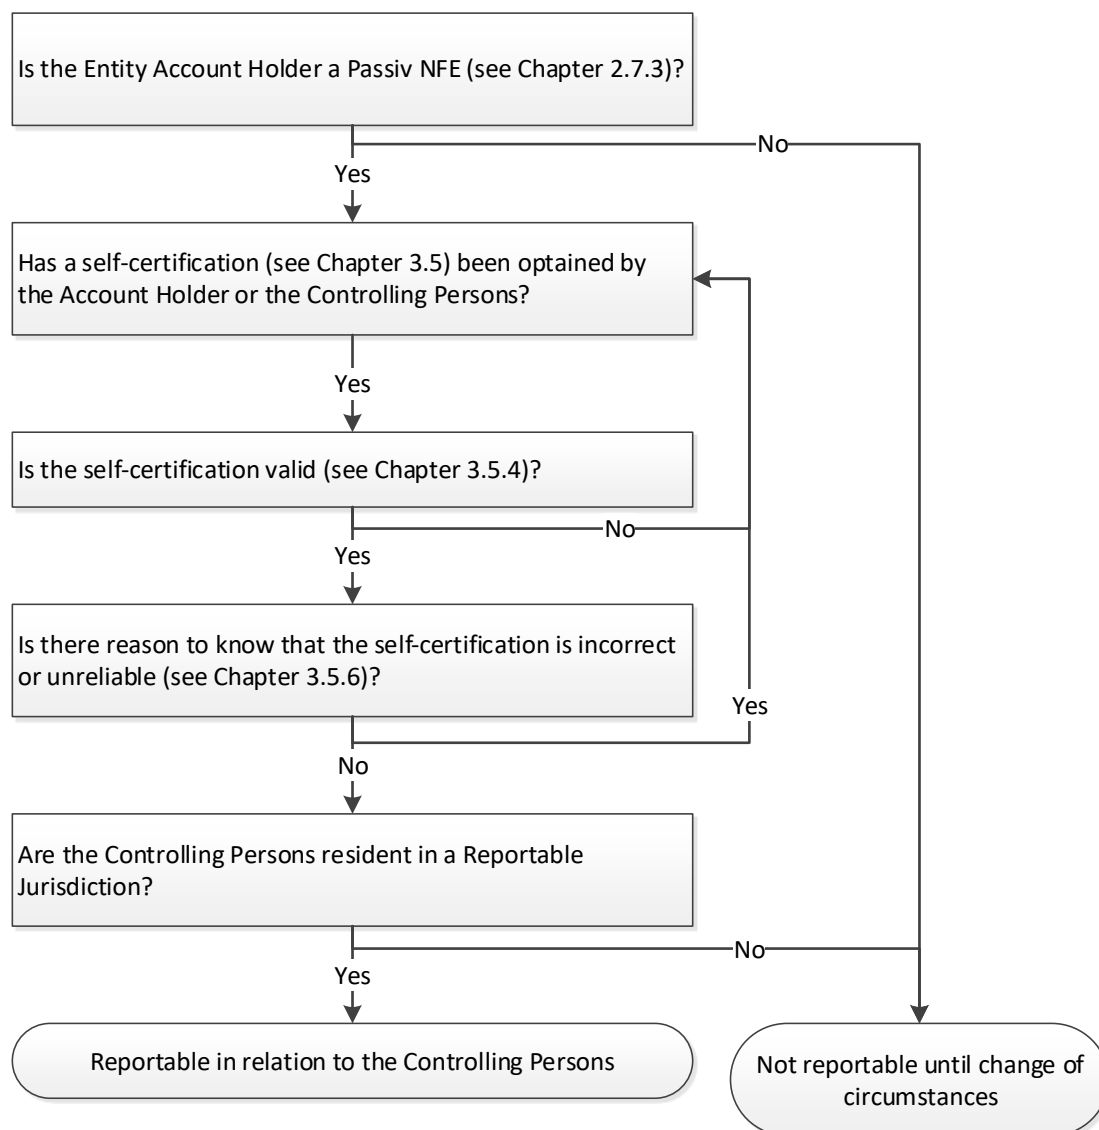 Is the Entity Account Holder a Passiv NFE (see Chapter 2.7.3)?
No
Yes
Has a self-certification (see Chapter 3.5) been optained by
the Account Holder or the Controlling Persons?
Yes
Is the self-certification valid (see Chapter 3.5.4)?
No
Yes
Is there reason to know that the self-certification is incorrect
or unreliable (see Chapter 3.5.6)?
Yes
No
Are the Controlling Persons resident in a Reportable
Jurisdiction?
No
Yes
Reportable in relation to the Controlling Persons
Not reportable until change of
circumstances